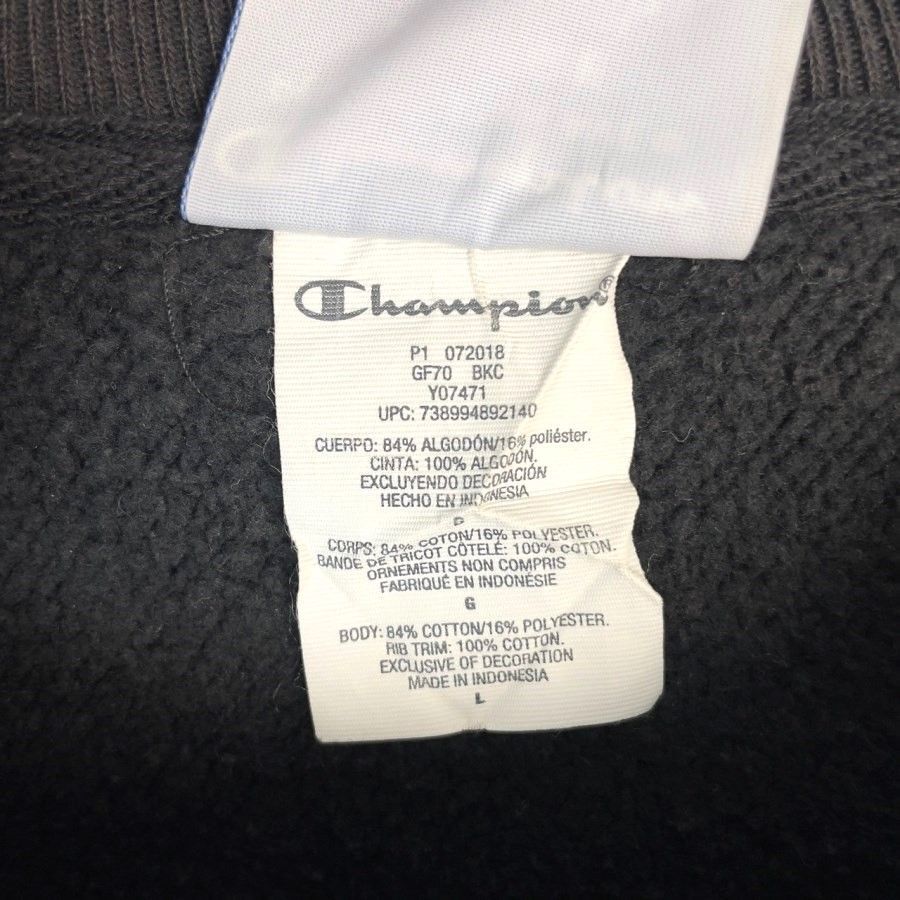 Champion®
P1 072018
GF70 BKC
Y07471
UPC: 738994892140
CUERPO: 84% ALGODÓN/16% poliéster.
CINTA: 100% ALGODÓN.
EXCLUYENDO DECORACIÓN
HECHO EN INDONESIA
CORPS: 84% COTON/16% POLYESTER.
BANDE DE TRICOT CÔTELÉ: 100% COTON.
ORNEMENTS NON COMPRIS
FABRIQUÉ EN INDONÉSIE
G
BODY: 84% COTTON/16% POLYESTER.
RIB TRIM: 100% COTTON.
EXCLUSIVE OF DECORATION
MADE IN INDONESIA
L